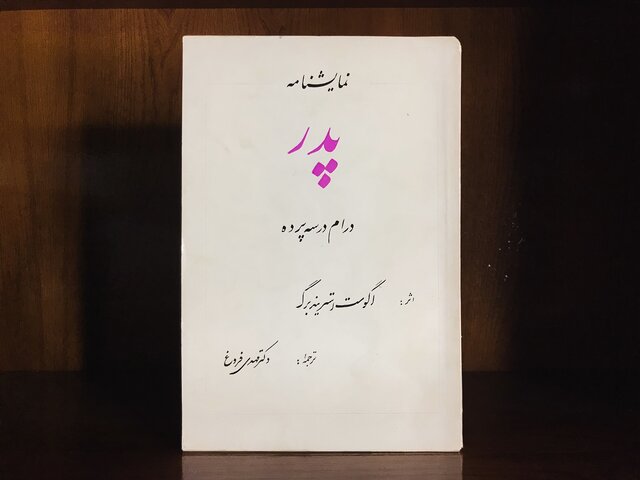 نمایشنامه
پدر
درام در سه پرده
اثر: اگوست استریندبرگ
ترجمهٔ: دکتر مهدی فروغ